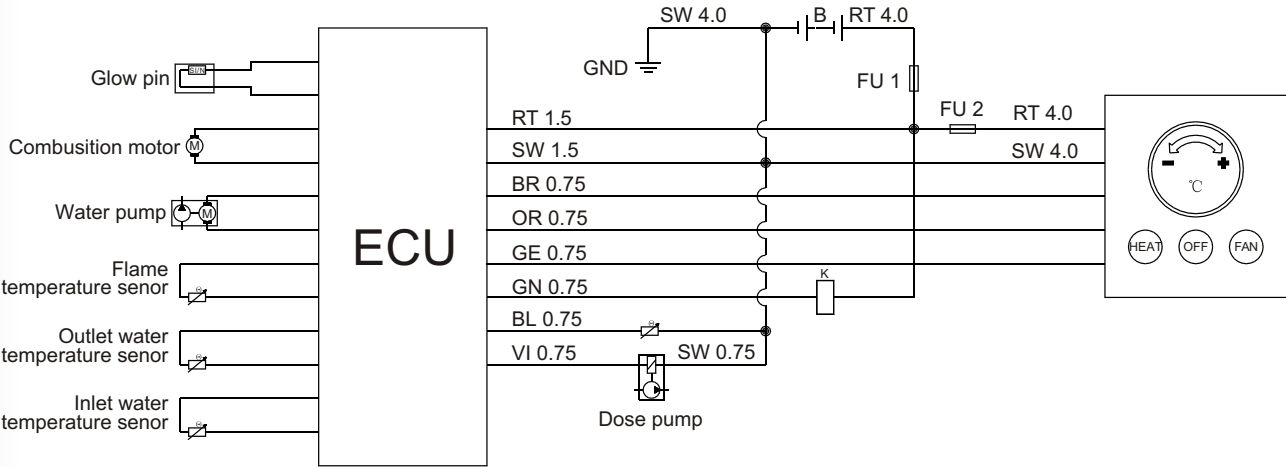 SW 4.0
B
RT 4.0
GND
FU 1
Glow pin
SI/N
RT 1.5
FU 2
RT 4.0
Combusition motor
M
SW 1.5
SW 4.0
BR 0.75
℃
Water pump
M
OR 0.75
ECU
GE 0.75
HEAT
OFF
FAN
Flame
temperature senor
GN 0.75
K
BL 0.75
Outlet water
temperature senor
VI 0.75
SW 0.75
Inlet water
temperature senor
Dose pump